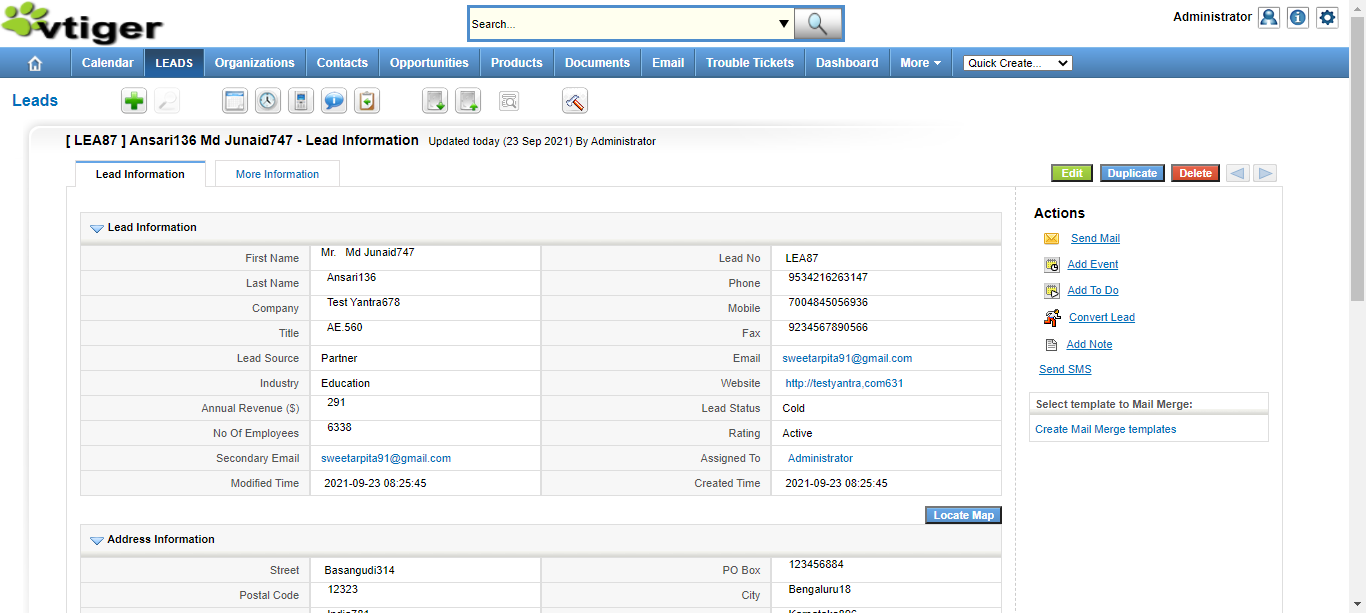 vtiger
Search...
Administrator
Calendar LEADS Organizations Contacts Opportunities Products Documents Email Trouble Tickets Dashboard More Quick Create...
Leads
[ LEA87 ] Ansari136 Md Junaid747 - Lead Information Updated today (23 Sep 2021) By Administrator
Lead Information More Information
Edit Duplicate Delete
Lead Information
First Name Mr. Md Junaid747 Lead No LEA87
Last Name Ansari136 Phone 9534216263147
Company Test Yantra678 Mobile 7004845056936
Title AE.560 Fax 9234567890566
Lead Source Partner Email sweetarpita91@gmail.com
Industry Education Website http://testyantra,com631
Annual Revenue ($) 291 Lead Status Cold
No Of Employees 6338 Rating Active
Secondary Email sweetarpita91@gmail.com Assigned To Administrator
Modified Time 2021-09-23 08:25:45 Created Time 2021-09-23 08:25:45
Locate Map
Address Information
Street Basangudi314 PO Box 123456884
Postal Code 12323 City Bengaluru18
Actions
Send Mail
Add Event
Add To Do
Convert Lead
Add Note
Send SMS
Select template to Mail Merge:
Create Mail Merge templates